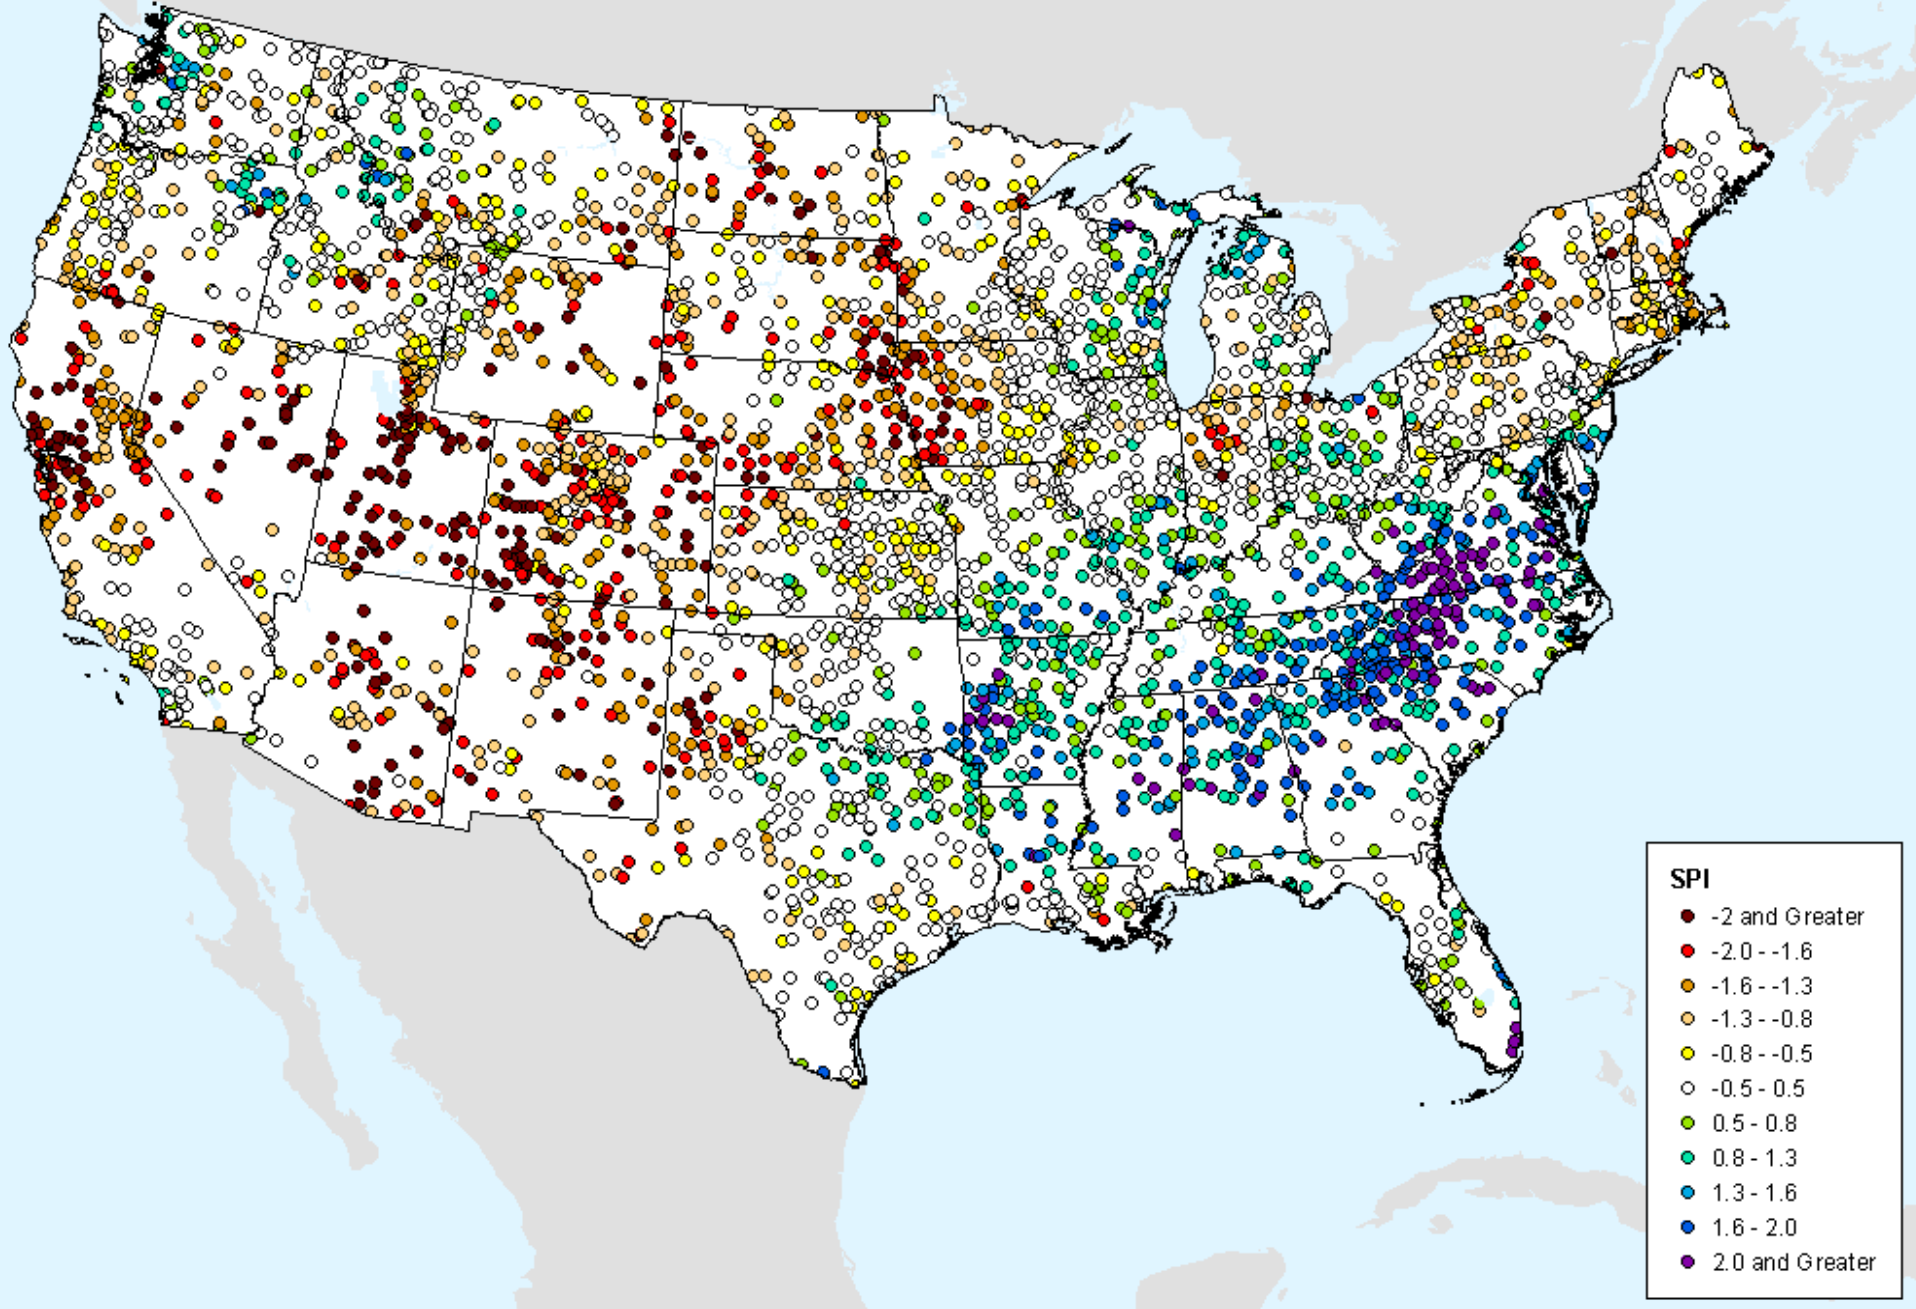 SPI
-2 and Greater
-2.0 - -1.6
-1.6 - -1.3
-1.3 - -0.8
-0.8 - -0.5
-0.5 - 0.5
0.5 - 0.8
0.8 - 1.3
1.3 - 1.6
1.6 - 2.0
2.0 and Greater